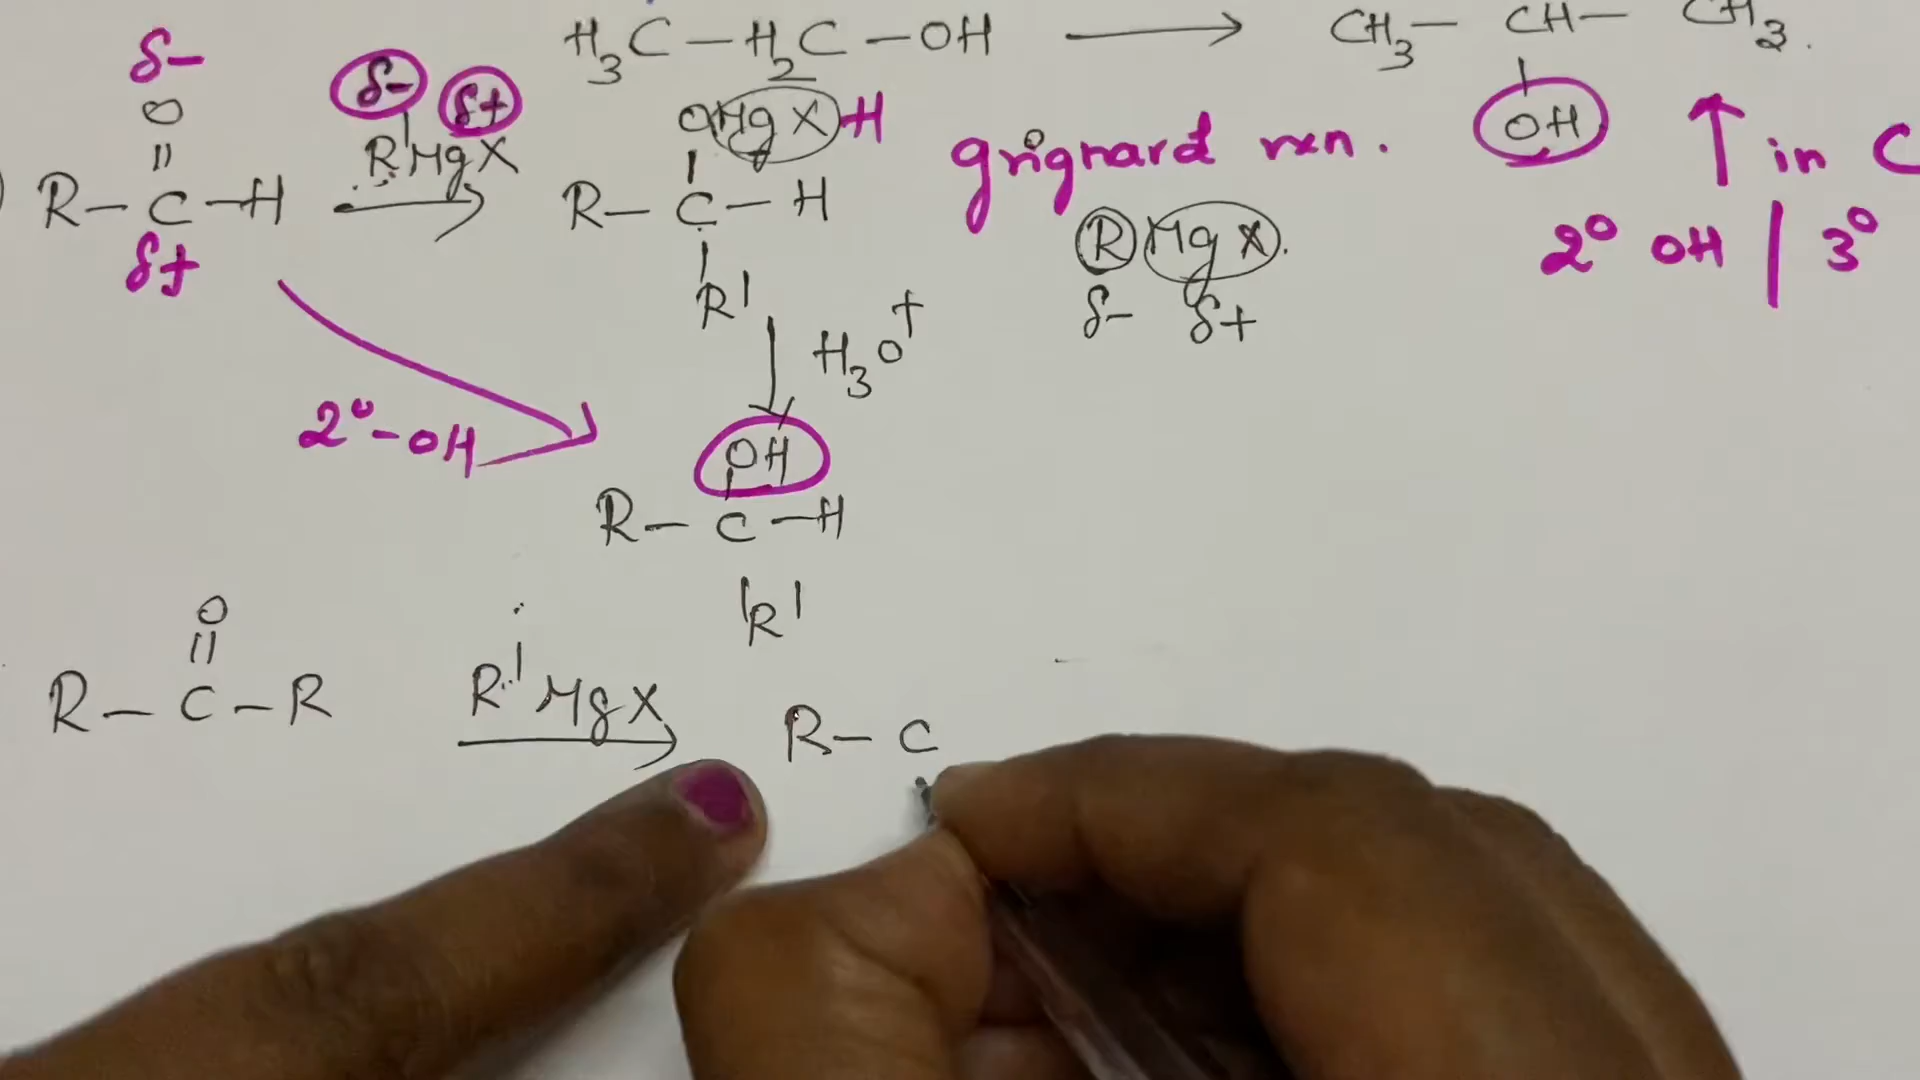 H₃C — H₂C — OH ⟶ CH₃ — CH — CH₃.
OH
δ-
O
||
R — C — H
δ+
δ- δ+
R'MgX
OMgX H
R — C — H
R'
Grignard rxn.
RMgX.
δ- δ+
↑ in C
2° OH | 3°
H₃O⁺
2° - OH
OH
R — C — H
R'
O
||
R — C — R
R'MgX
R — C